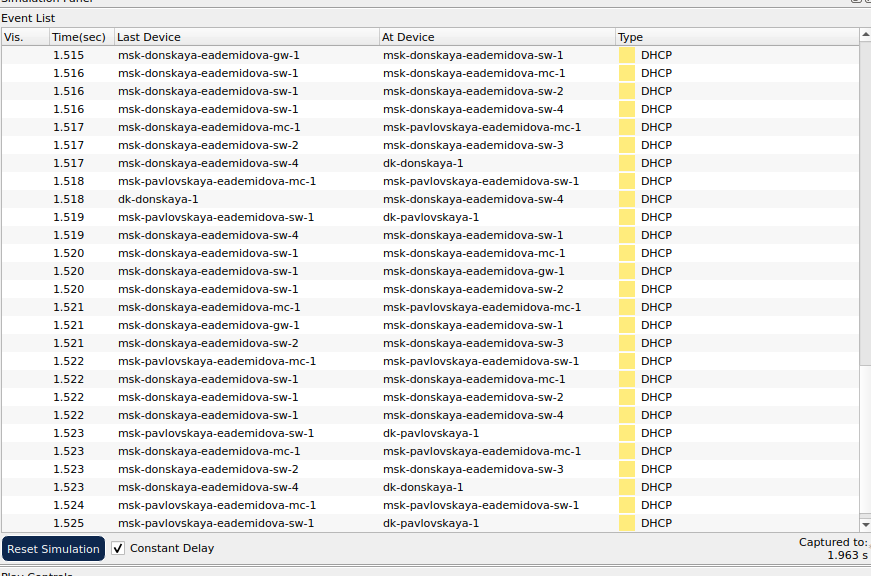 Simulation Panel
Event List
Vis. Time(sec) Last Device At Device Type
1.515 msk-donskaya-eademidova-gw-1 msk-donskaya-eademidova-sw-1 DHCP
1.516 msk-donskaya-eademidova-sw-1 msk-donskaya-eademidova-mc-1 DHCP
1.516 msk-donskaya-eademidova-sw-1 msk-donskaya-eademidova-sw-2 DHCP
1.516 msk-donskaya-eademidova-sw-1 msk-donskaya-eademidova-sw-4 DHCP
1.517 msk-donskaya-eademidova-mc-1 msk-pavlovskaya-eademidova-mc-1 DHCP
1.517 msk-donskaya-eademidova-sw-2 msk-donskaya-eademidova-sw-3 DHCP
1.517 msk-donskaya-eademidova-sw-4 dk-donskaya-1 DHCP
1.518 msk-pavlovskaya-eademidova-mc-1 msk-pavlovskaya-eademidova-sw-1 DHCP
1.518 dk-donskaya-1 msk-donskaya-eademidova-sw-4 DHCP
1.519 msk-pavlovskaya-eademidova-sw-1 dk-pavlovskaya-1 DHCP
1.519 msk-donskaya-eademidova-sw-4 msk-donskaya-eademidova-sw-1 DHCP
1.520 msk-donskaya-eademidova-sw-1 msk-donskaya-eademidova-mc-1 DHCP
1.520 msk-donskaya-eademidova-sw-1 msk-donskaya-eademidova-gw-1 DHCP
1.520 msk-donskaya-eademidova-sw-1 msk-donskaya-eademidova-sw-2 DHCP
1.521 msk-donskaya-eademidova-mc-1 msk-pavlovskaya-eademidova-mc-1 DHCP
1.521 msk-donskaya-eademidova-gw-1 msk-donskaya-eademidova-sw-1 DHCP
1.521 msk-donskaya-eademidova-sw-2 msk-donskaya-eademidova-sw-3 DHCP
1.522 msk-pavlovskaya-eademidova-mc-1 msk-pavlovskaya-eademidova-sw-1 DHCP
1.522 msk-donskaya-eademidova-sw-1 msk-donskaya-eademidova-mc-1 DHCP
1.522 msk-donskaya-eademidova-sw-1 msk-donskaya-eademidova-sw-2 DHCP
1.522 msk-donskaya-eademidova-sw-1 msk-donskaya-eademidova-sw-4 DHCP
1.523 msk-pavlovskaya-eademidova-sw-1 dk-pavlovskaya-1 DHCP
1.523 msk-donskaya-eademidova-mc-1 msk-pavlovskaya-eademidova-mc-1 DHCP
1.523 msk-donskaya-eademidova-sw-2 msk-donskaya-eademidova-sw-3 DHCP
1.523 msk-donskaya-eademidova-sw-4 dk-donskaya-1 DHCP
1.524 msk-pavlovskaya-eademidova-mc-1 msk-pavlovskaya-eademidova-sw-1 DHCP
1.525 msk-pavlovskaya-eademidova-sw-1 dk-pavlovskaya-1 DHCP
Reset Simulation Constant Delay Captured to:
1.963 s
Play Controls